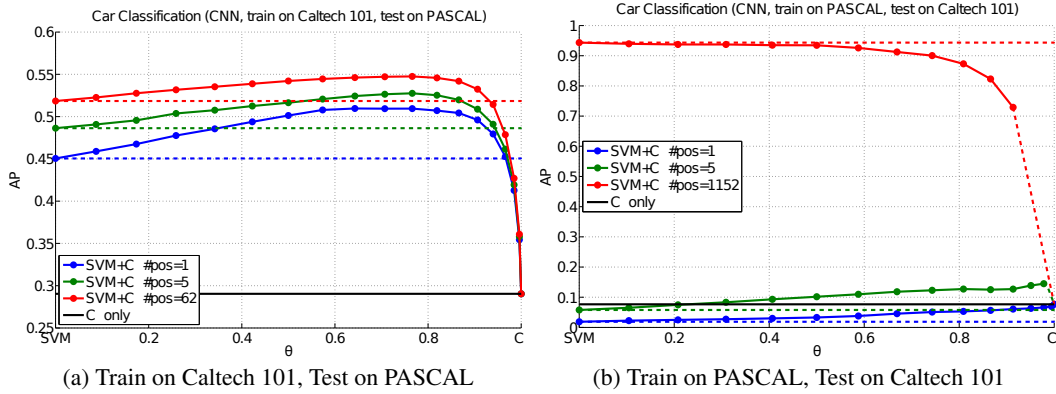 Car Classification (CNN, train on Caltech 101, test on PASCAL)
0.6
0.55
0.5
0.45
0.4
0.35
0.3
0.25
AP
SVM+C #pos=1
SVM+C #pos=5
SVM+C #pos=62
C only
SVM 0.2 0.4 0.6 0.8 C
θ
(a) Train on Caltech 101, Test on PASCAL
Car Classification (CNN, train on PASCAL, test on Caltech 101)
1
0.9
0.8
0.7
0.6
0.5
0.4
0.3
0.2
0.1
0
AP
SVM+C #pos=1
SVM+C #pos=5
SVM+C #pos=1152
C only
SVM 0.2 0.4 0.6 0.8 C
θ
(b) Train on PASCAL, Test on Caltech 101